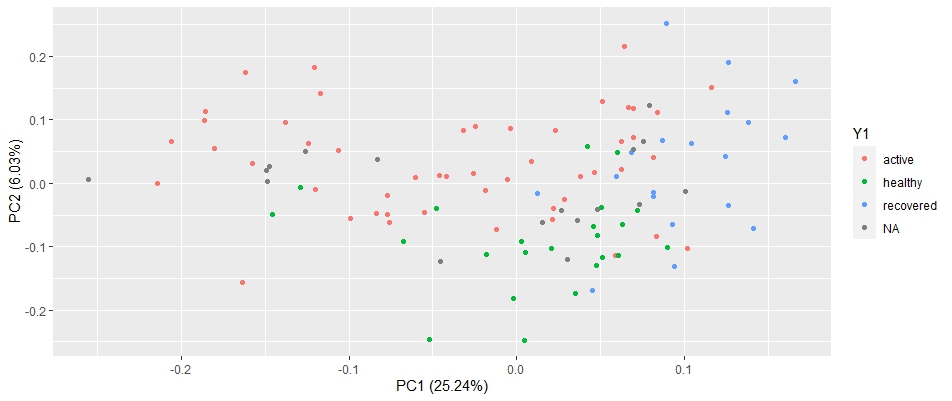 0.2
0.1
0.0
-0.1
-0.2
PC2 (6.03%)
-0.2
-0.1
0.0
0.1
PC1 (25.24%)
Y1
active
healthy
recovered
NA